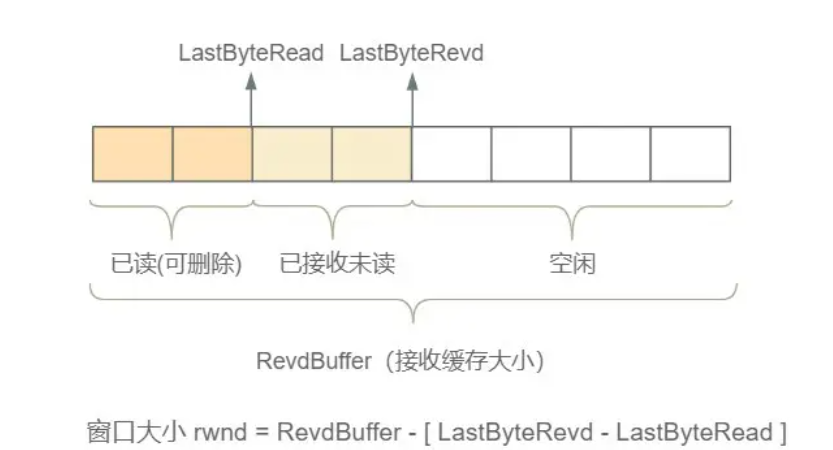 LastByteRead LastByteRevd
已读(可删除) 已接收未读 空闲
RevdBuffer（接收缓存大小）
窗口大小 rwnd = RevdBuffer - [ LastByteRevd - LastByteRead ]